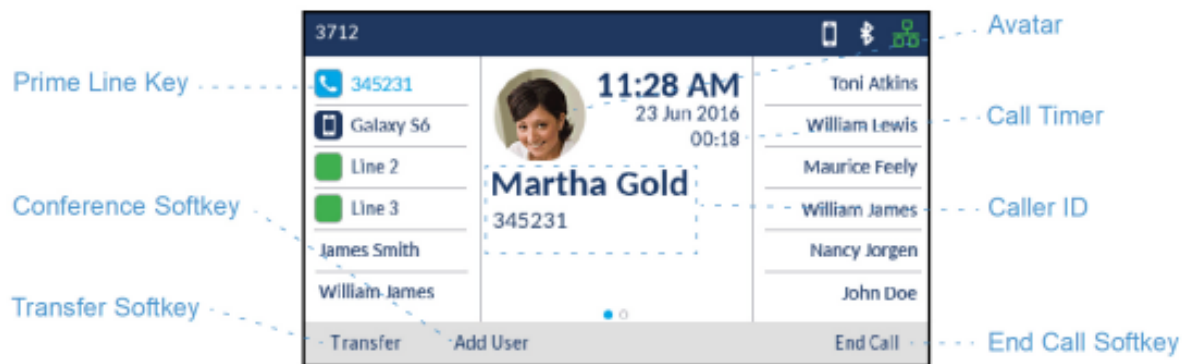 3712
Avatar
Prime Line Key
345231
11:28 AM
Toni Atkins
23 Jun 2016
Galaxy S6
00:18
William Lewis
Call Timer
Line 2
Maurice Feely
Martha Gold
Conference Softkey
Line 3
345231
William James
Caller ID
James Smith
Nancy Jorgen
William James
John Doe
Transfer Softkey
Transfer
Add User
End Call
End Call Softkey